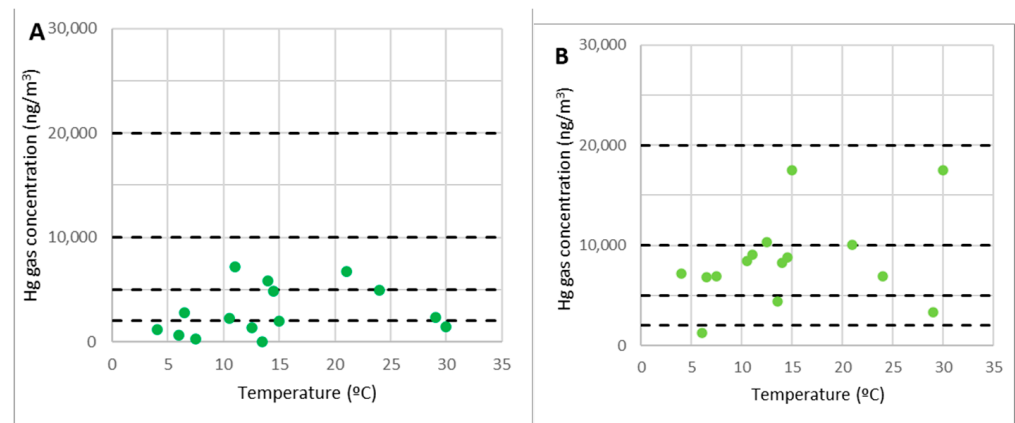 A
Hg gas concentration (ng/m³)
30,000
20,000
10,000
0
0 5 10 15 20 25 30 35
Temperature (ºC)
B
Hg gas concentration (ng/m³)
30,000
20,000
10,000
0
0 5 10 15 20 25 30 35
Temperature (ºC)